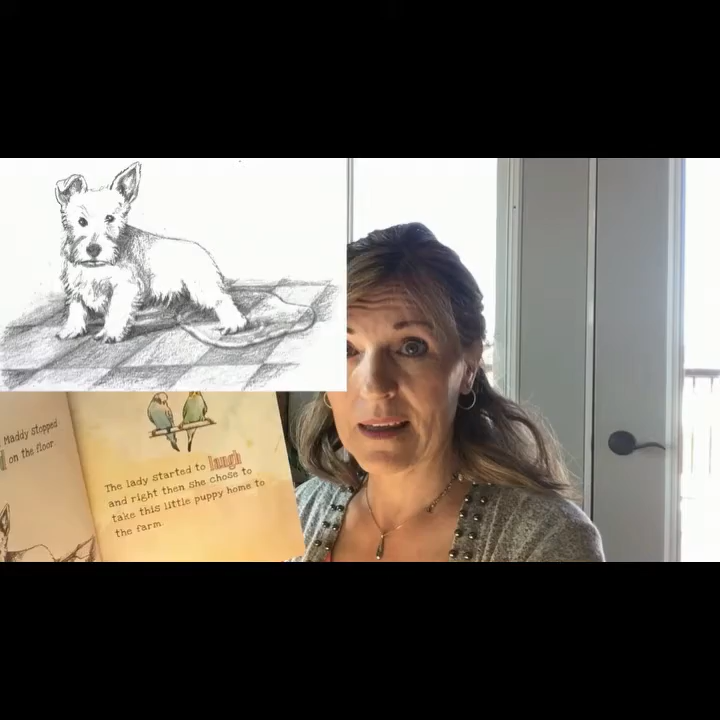 Maddy stopped
on the floor.
The lady started to laugh
and right then she chose to
take this little puppy home to
the farm.